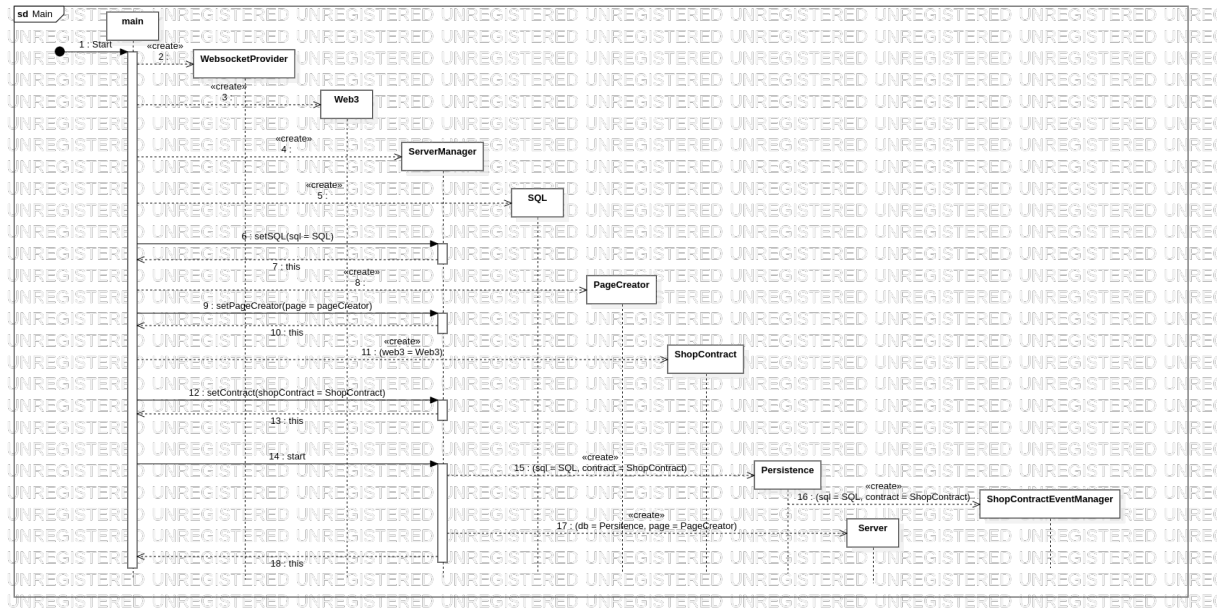 sd Main
main
1 : Start
«create»
2 :
WebsocketProvider
«create»
3 :
Web3
«create»
4 :
ServerManager
«create»
5 :
SQL
6 : setSQL(sql = SQL)
7 : this
«create»
8 :
PageCreator
9 : setPageCreator(page = pageCreator)
10 : this
«create»
11 : (web3 = Web3)
ShopContract
12 : setContract(shopContract = ShopContract)
13 : this
14 : start
«create»
15 : (sql = SQL, contract = ShopContract)
Persistence
«create»
16 : (sql = SQL, contract = ShopContract)
ShopContractEventManager
«create»
17 : (db = Persitence, page = PageCreator)
Server
18 : this
UNREGISTERED